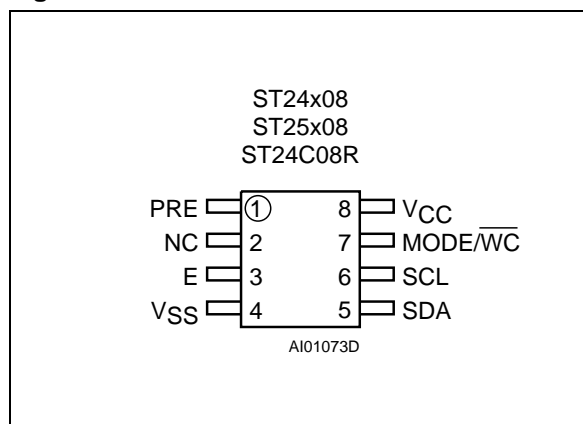 ST24x08
ST25x08
ST24C08R
PRE 1 8 VCC
NC 2 7 MODE/W̅C̅
E 3 6 SCL
VSS 4 5 SDA
AI01073D